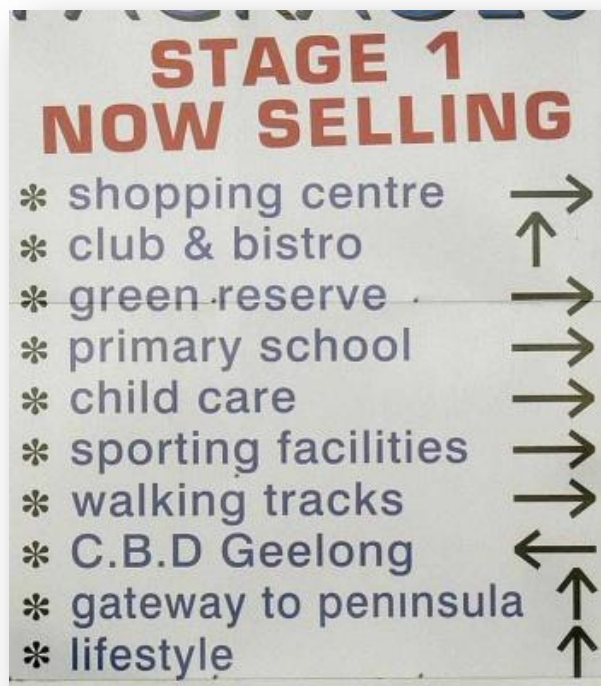 PACKAGES
STAGE 1
NOW SELLING
* shopping centre →
* club & bistro ↑
* green reserve →
* primary school →
* child care →
* sporting facilities →
* walking tracks →
* C.B.D Geelong ←
* gateway to peninsula ↑
* lifestyle ↑